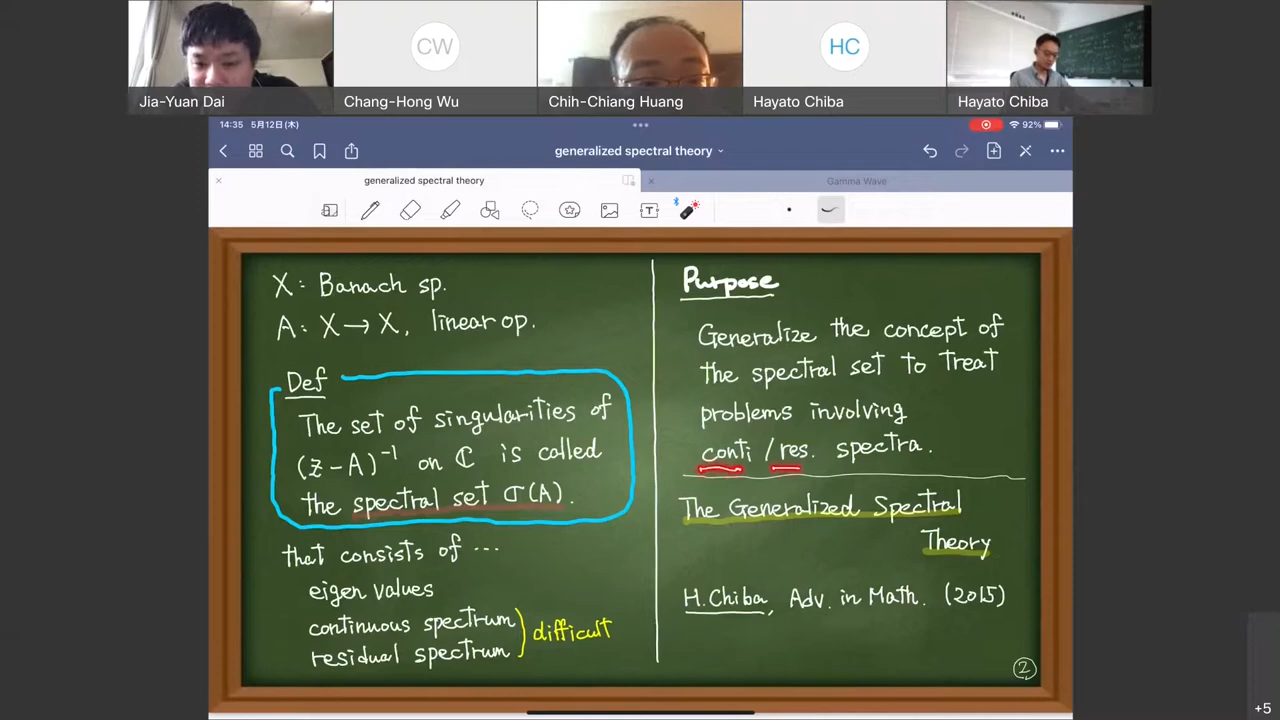 CW
HC
Jia-Yuan Dai
Chang-Hong Wu
Chih-Chiang Huang
Hayato Chiba
Hayato Chiba
14:35 5月12日(木)
92%
generalized spectral theory
generalized spectral theory
Gamma Wave
X: Banach sp.
A: X→X, linear op.
Def
The set of singularities of
(z-A)⁻¹ on ℂ is called
the spectral set σ(A).
that consists of ...
eigen values
continuous spectrum
residual spectrum
difficult
Purpose
Generalize the concept of
the spectral set to treat
problems involving
conti / res. spectra.
The Generalized Spectral
Theory
H.Chiba, Adv. in Math. (2015)
2
+5